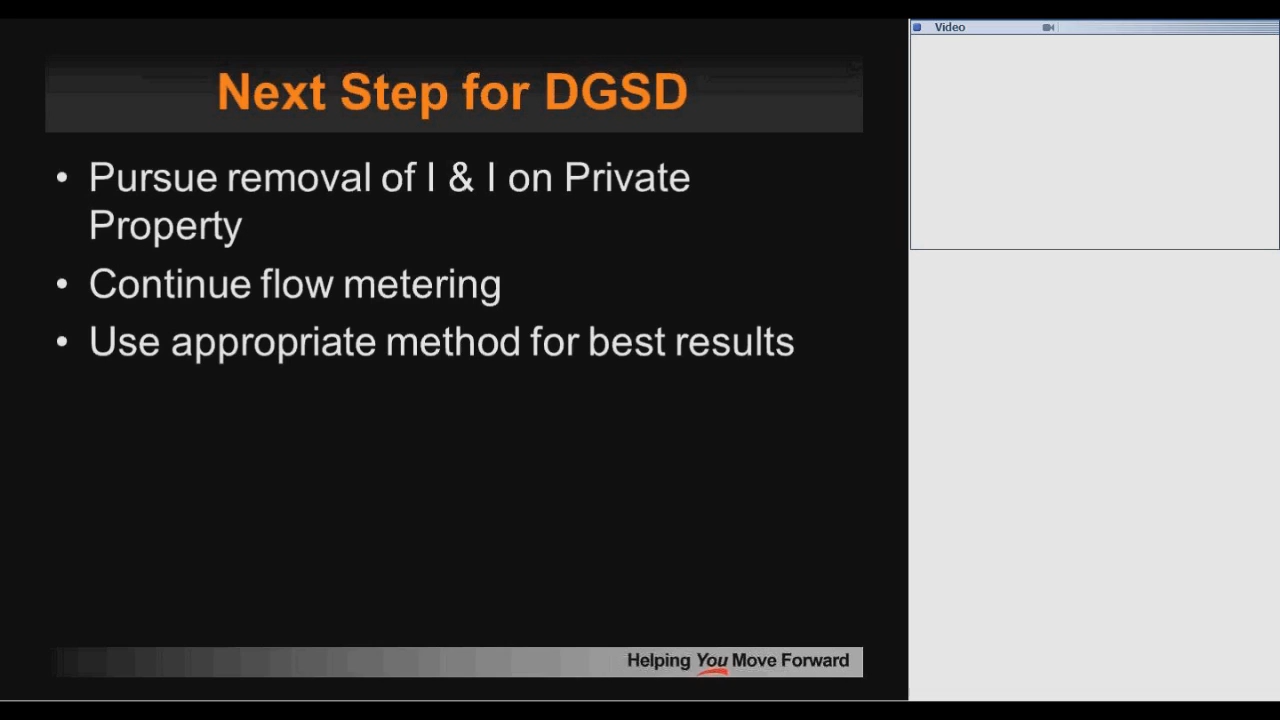 Next Step for DGSD
• Pursue removal of I & I on Private
Property
• Continue flow metering
• Use appropriate method for best results
Helping You Move Forward
Video